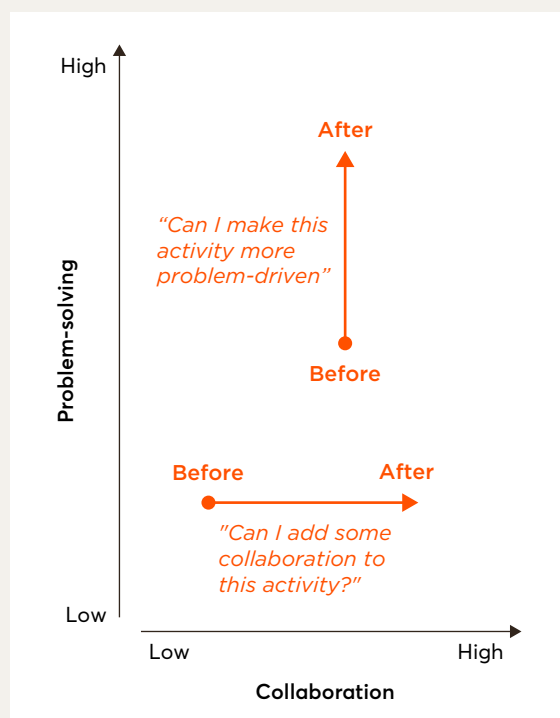 High
After
“Can I make this
activity more
problem-driven”
Problem-solving
Before
Before
After
"Can I add some
collaboration to
this activity?"
Low
Low
High
Collaboration